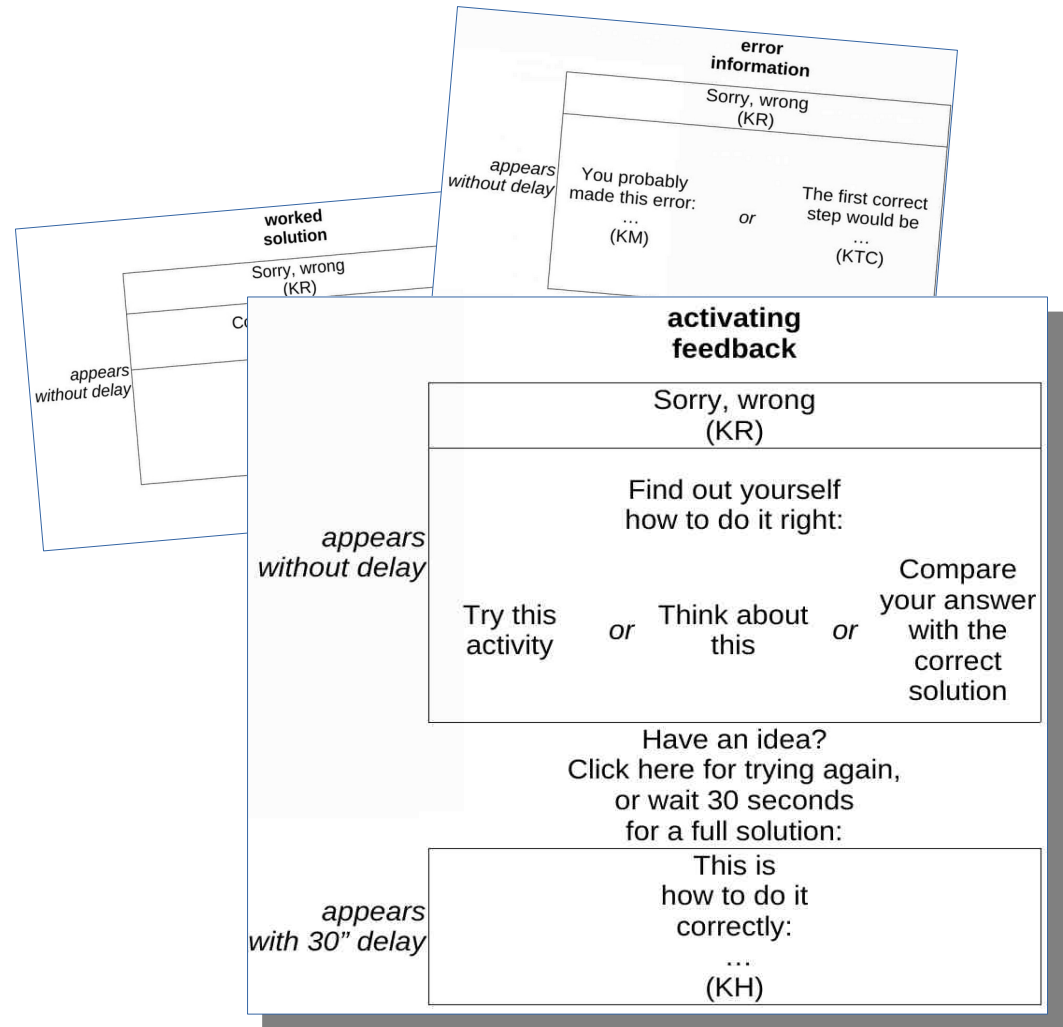 error
information
Sorry, wrong
(KR)
appears
without delay
You probably
made this error:
…
(KM)
or
The first correct
step would be
…
(KTC)
worked
solution
Sorry, wrong
(KR)
appears
without delay
activating
feedback
Sorry, wrong
(KR)
appears
without delay
Find out yourself
how to do it right:
Try this
activity
or
Think about
this
or
Compare
your answer
with the
correct
solution
Have an idea?
Click here for trying again,
or wait 30 seconds
for a full solution:
appears
with 30” delay
This is
how to do it
correctly:
…
(KH)